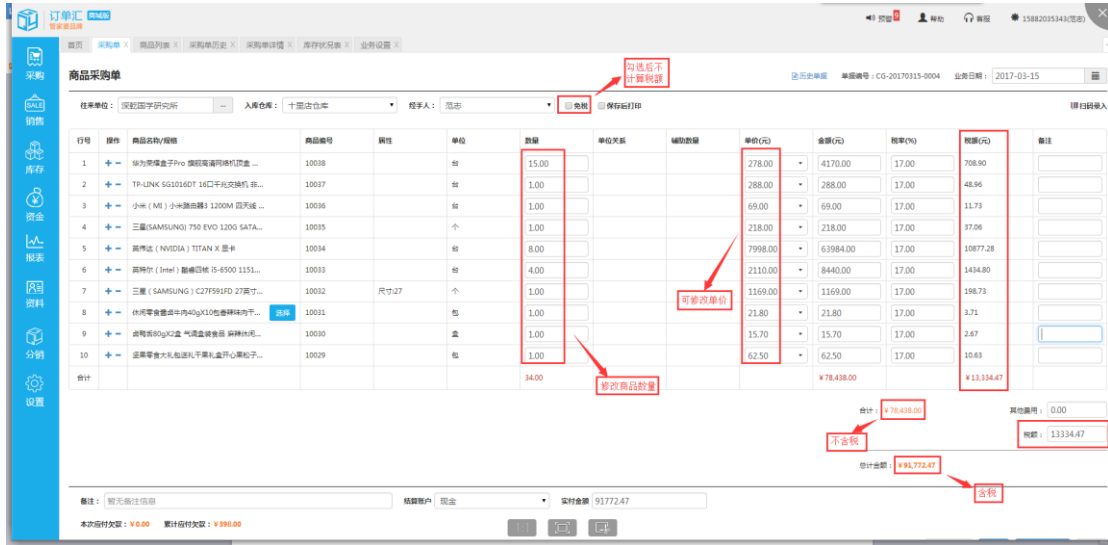 订单汇 商城版
管家婆品牌
预警 帮助 客服 15882035343(范志)
首页 采购单 X 商品列表 X 采购单历史 X 采购单详情 X 库存状况表 X 业务设置 X
采购
销售
库存
资金
报表
资料
分销
设置
商品采购单
勾选后不
计算税额
历史单据 单据编号：CG-20170315-0004 业务日期： 2017-03-15
往来单位： 深乾国学研究所 ... 入库仓库： 十里店仓库 经手人： 范志 免税 保存后打印 扫码录入
行号 操作 商品名称/规格 商品编号 属性 单位 数量 单位关系 辅助数量 单价(元) 金额(元) 税率(%) 税额(元) 备注
1 + - 华为荣耀盒子Pro 旗舰高清网络机顶盒 ... 10038 台 15.00 278.00 4170.00 17.00 708.90
2 + - TP-LINK SG1016DT 16口千兆交换机 非... 10037 台 1.00 288.00 288.00 17.00 48.96
3 + - 小米（MI）小米路由器3 1200M 四天线 ... 10036 台 1.00 69.00 69.00 17.00 11.73
4 + - 三星(SAMSUNG) 750 EVO 120G SATA... 10035 个 1.00 218.00 218.00 17.00 37.06
5 + - 英伟达（NVIDIA）TITAN X 显卡 10034 台 8.00 7998.00 63984.00 17.00 10877.28
6 + - 英特尔（Intel）酷睿四核 i5-6500 1151... 10033 台 4.00 2110.00 8440.00 17.00 1434.80
7 + - 三星（SAMSUNG）C27F591FD 27英寸... 10032 尺寸:27 个 1.00 1169.00 1169.00 17.00 198.73
8 + - 休闲零食酱卤牛肉40gX10包香辣味肉干... 选择 10031 包 1.00 21.80 21.80 17.00 3.71
9 + - 卤鸭舌80gX2盒 气调盒装食品 麻辣休闲... 10030 盒 1.00 15.70 15.70 17.00 2.67
10 + - 坚果零食大礼包送礼干果礼盒开心果松子... 10029 包 1.00 62.50 62.50 17.00 10.63
合计 34.00 ¥78,438.00 ¥13,334.47
可修改单价
修改商品数量
合计： ¥78,438.00 其他费用： 0.00
不含税
税额： 13334.47
总计金额： ¥91,772.47
含税
备注： 暂无备注信息 结算账户 现金 实付金额 91772.47
本次应付欠款：¥0.00 累计应付欠款：¥398.00